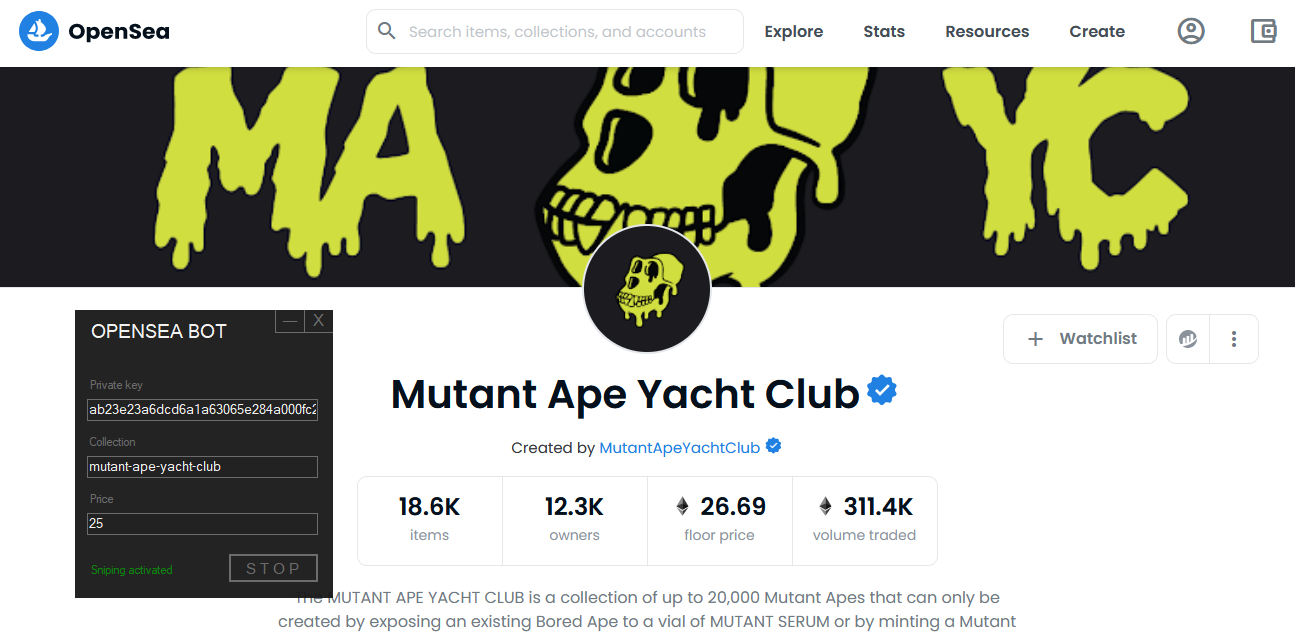 OpenSea
Search items, collections, and accounts
Explore
Stats
Resources
Create
MA YC
OPENSEA BOT
— X
Private key
ab23e23a6dcd6a1a63065e284a000fc2
Collection
mutant-ape-yacht-club
Price
25
Sniping activated
STOP
+ Watchlist
Mutant Ape Yacht Club
Created by MutantApeYachtClub
18.6K
items
12.3K
owners
26.69
floor price
311.4K
volume traded
The MUTANT APE YACHT CLUB is a collection of up to 20,000 Mutant Apes that can only be
created by exposing an existing Bored Ape to a vial of MUTANT SERUM or by minting a Mutant